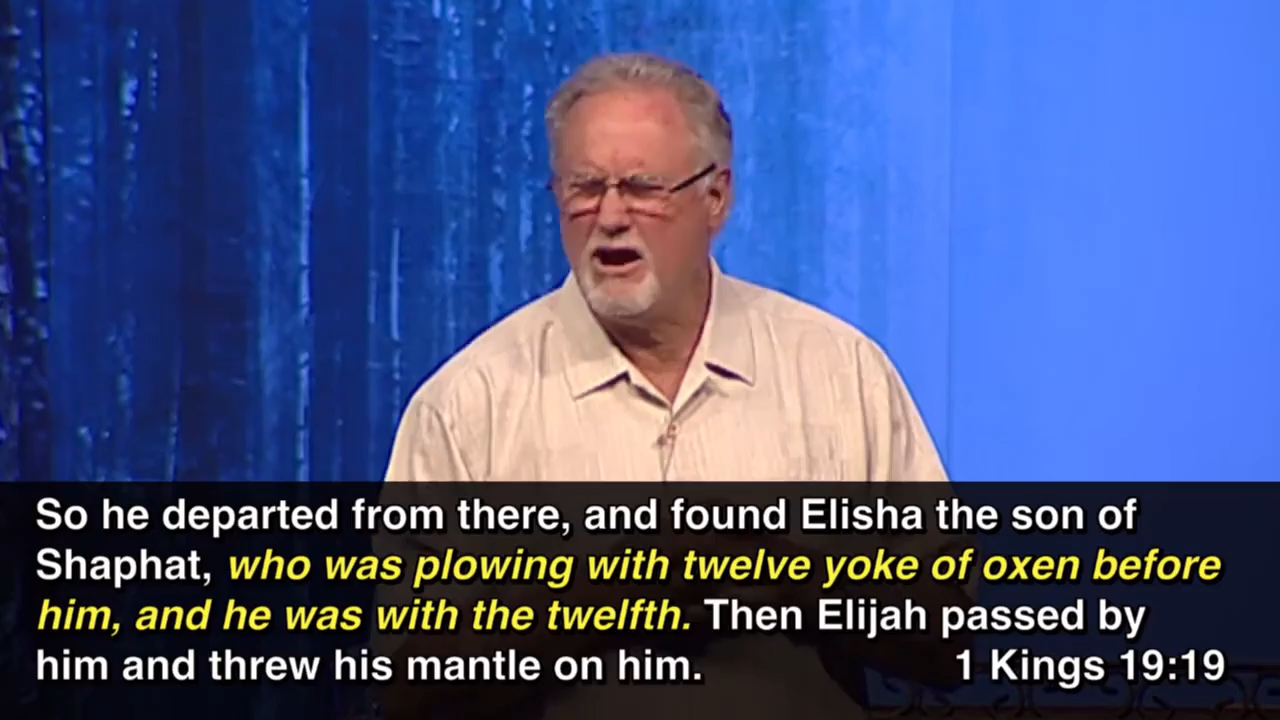 So he departed from there, and found Elisha the son of
Shaphat, who was plowing with twelve yoke of oxen before
him, and he was with the twelfth. Then Elijah passed by
him and threw his mantle on him. 1 Kings 19:19